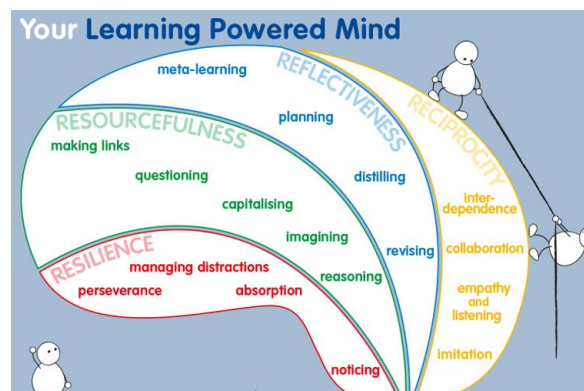 Your Learning Powered Mind
meta-learning
REFLECTIVENESS
planning
distilling
revising
RESOURCEFULNESS
making links
questioning
capitalising
imagining
reasoning
RESILIENCE
managing distractions
perseverance
absorption
noticing
RECIPROCITY
inter-
dependence
collaboration
empathy
and
listening
imitation